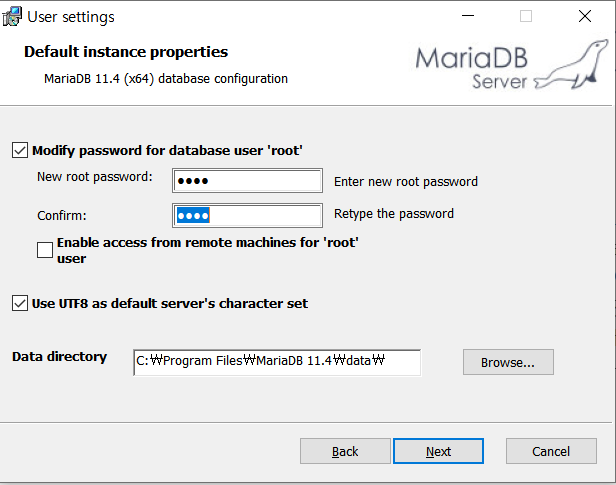 User settings
Default instance properties
MariaDB 11.4 (x64) database configuration
MariaDB
Server
Modify password for database user 'root'
New root password:
●●●●
Enter new root password
Confirm:
●●●●
Retype the password
Enable access from remote machines for 'root'
user
Use UTF8 as default server's character set
Data directory
C:₩Program Files₩MariaDB 11.4₩data₩
Browse...
Back
Next
Cancel